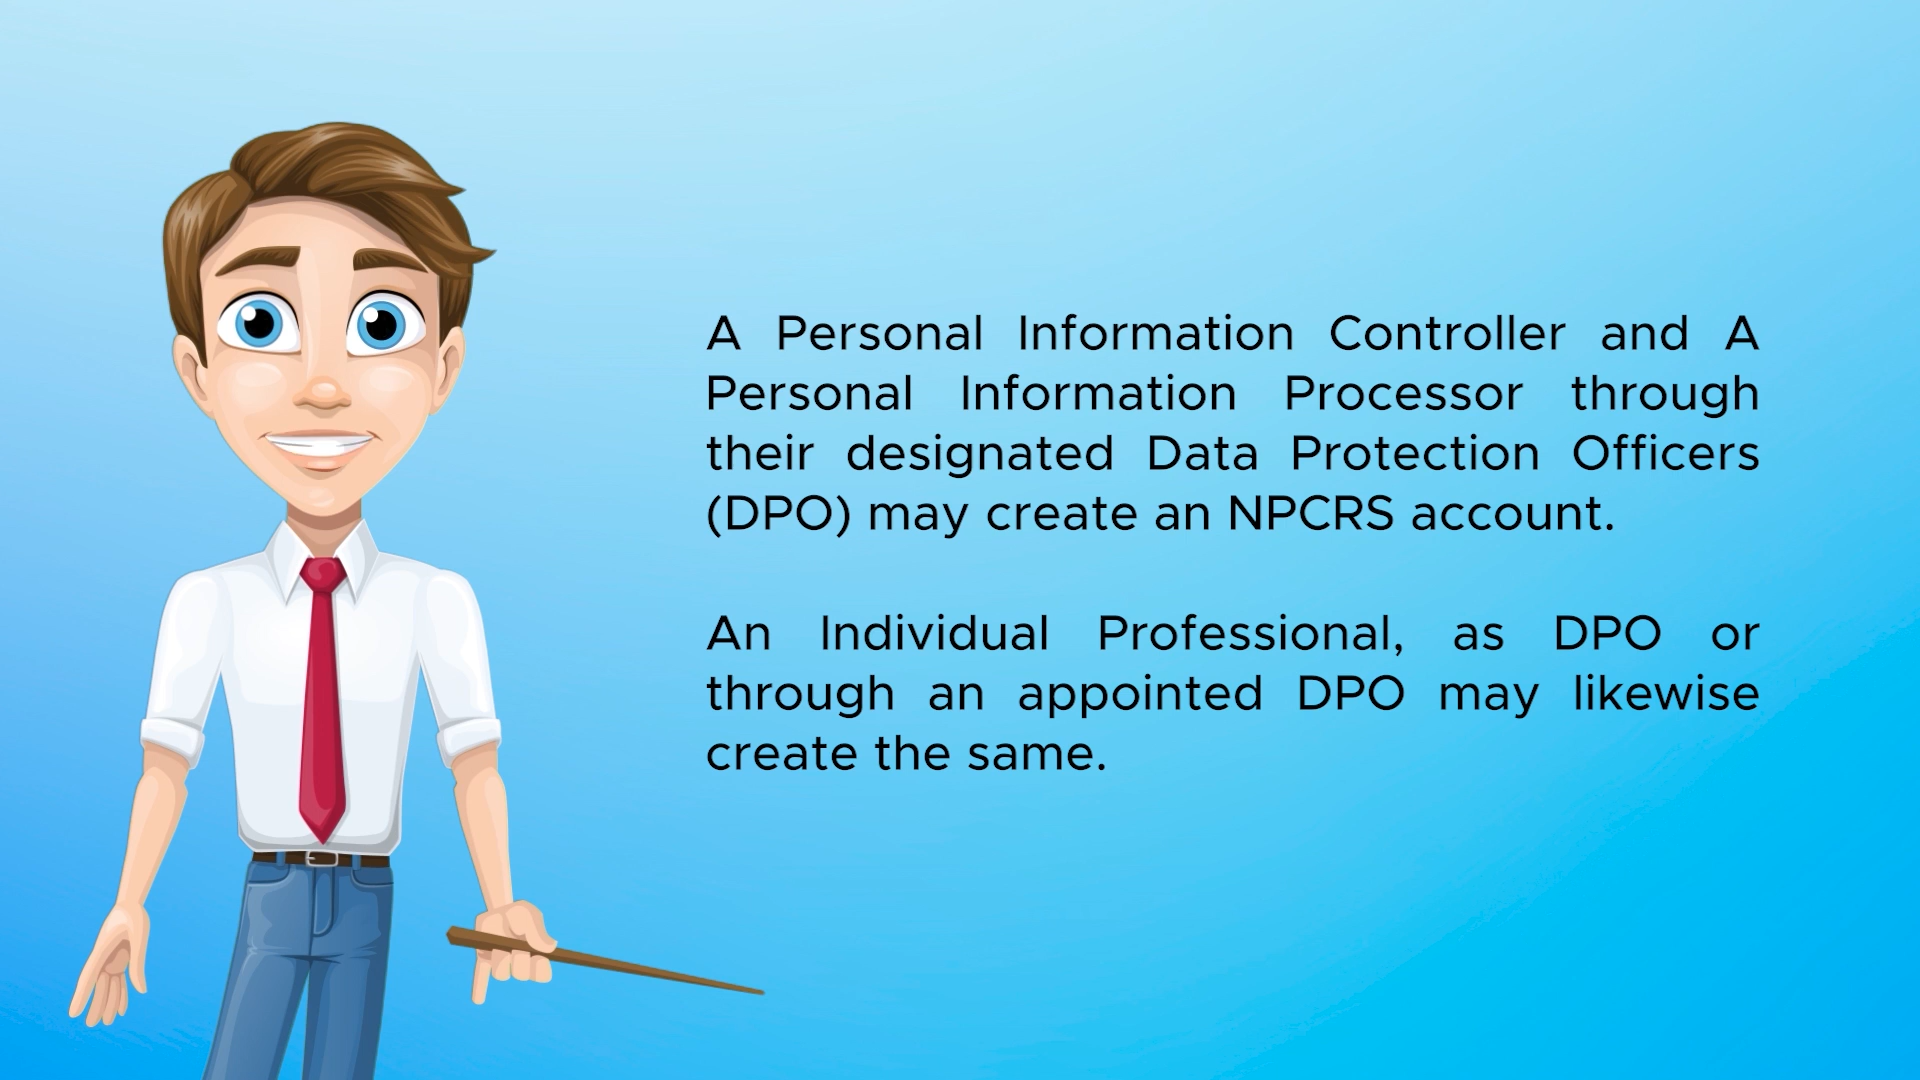 A Personal Information Controller and A
Personal Information Processor through
their designated Data Protection Officers
(DPO) may create an NPCRS account.
An Individual Professional, as DPO or
through an appointed DPO may likewise
create the same.